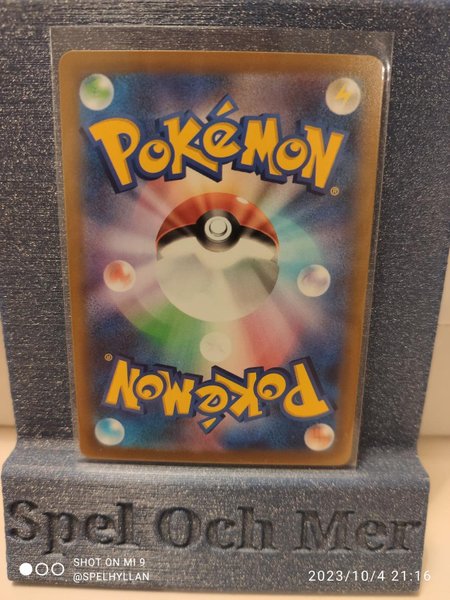 POKéMON®
POKéMON®
Spel Och Mer
SHOT ON MI 9
@SPELHYLLAN
2023/10/4 21:16